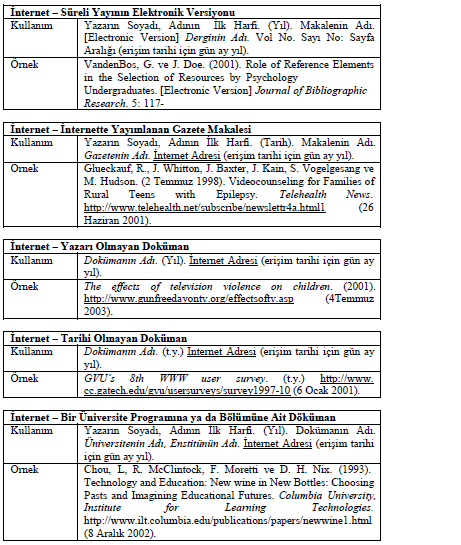 İnternet – Süreli Yayının Elektronik Versiyonu
Kullanım Yazarın Soyadı, Adının İlk Harfi. (Yıl). Makalenin Adı.
[Electronic Version] Derginin Adı. Vol No. Sayı No: Sayfa
Aralığı (erişim tarihi için gün ay yıl).
Örnek VandenBos, G. ve J. Doe. (2001). Role of Reference Elements
in the Selection of Resources by Psychology
Undergraduates. [Electronic Version] Journal of Bibliographic
Research. 5: 117-
İnternet – İnternette Yayımlanan Gazete Makalesi
Kullanım Yazarın Soyadı, Adının İlk Harfi. (Tarih). Makalenin Adı.
Gazetenin Adı. İnternet Adresi (erişim tarihi için gün ay yıl).
Örnek Glueckauf, R., J. Whitton, J. Baxter, J. Kain, S. Vogelgesang ve
M. Hudson. (2 Temmuz 1998). Videocounseling for Families of
Rural Teens with Epilepsy. Telehealth News.
http://www.telehealth.net/subscribe/newslettr4a.html1 (26
Haziran 2001).
İnternet – Yazarı Olmayan Doküman
Kullanım Dokümanın Adı. (Yıl). İnternet Adresi (erişim tarihi için gün ay
yıl).
Örnek The effects of television violence on children. (2001).
http://www.gunfreedayontv.org/effectsoftv.asp (4Temmuz
2003).
İnternet – Tarihi Olmayan Doküman
Kullanım Dokümanın Adı. (t.y.) İnternet Adresi (erişim tarihi için gün ay
yıl).
Örnek GVU's 8th WWW user survey. (t.y.) http://www.
cc.gatech.edu/gvu/usersurveys/survey1997-10 (6 Ocak 2001).
İnternet – Bir Üniversite Programına ya da Bölümüne Ait Döküman
Kullanım Yazarın Soyadı, Adının İlk Harfi. (Yıl). Dokümanın Adı.
Üniversitenin Adı, Enstitünün Adı. İnternet Adresi (erişim tarihi
için gün ay yıl).
Örnek Chou, L, R. McClintock, F. Moretti ve D. H. Nix. (1993).
Technology and Education: New wine in New Bottles: Choosing
Pasts and Imagining Educational Futures. Columbia University,
Institute for Learning Technologies.
http://www.ilt.columbia.edu/publications/papers/newwine1.html
(8 Aralık 2002).